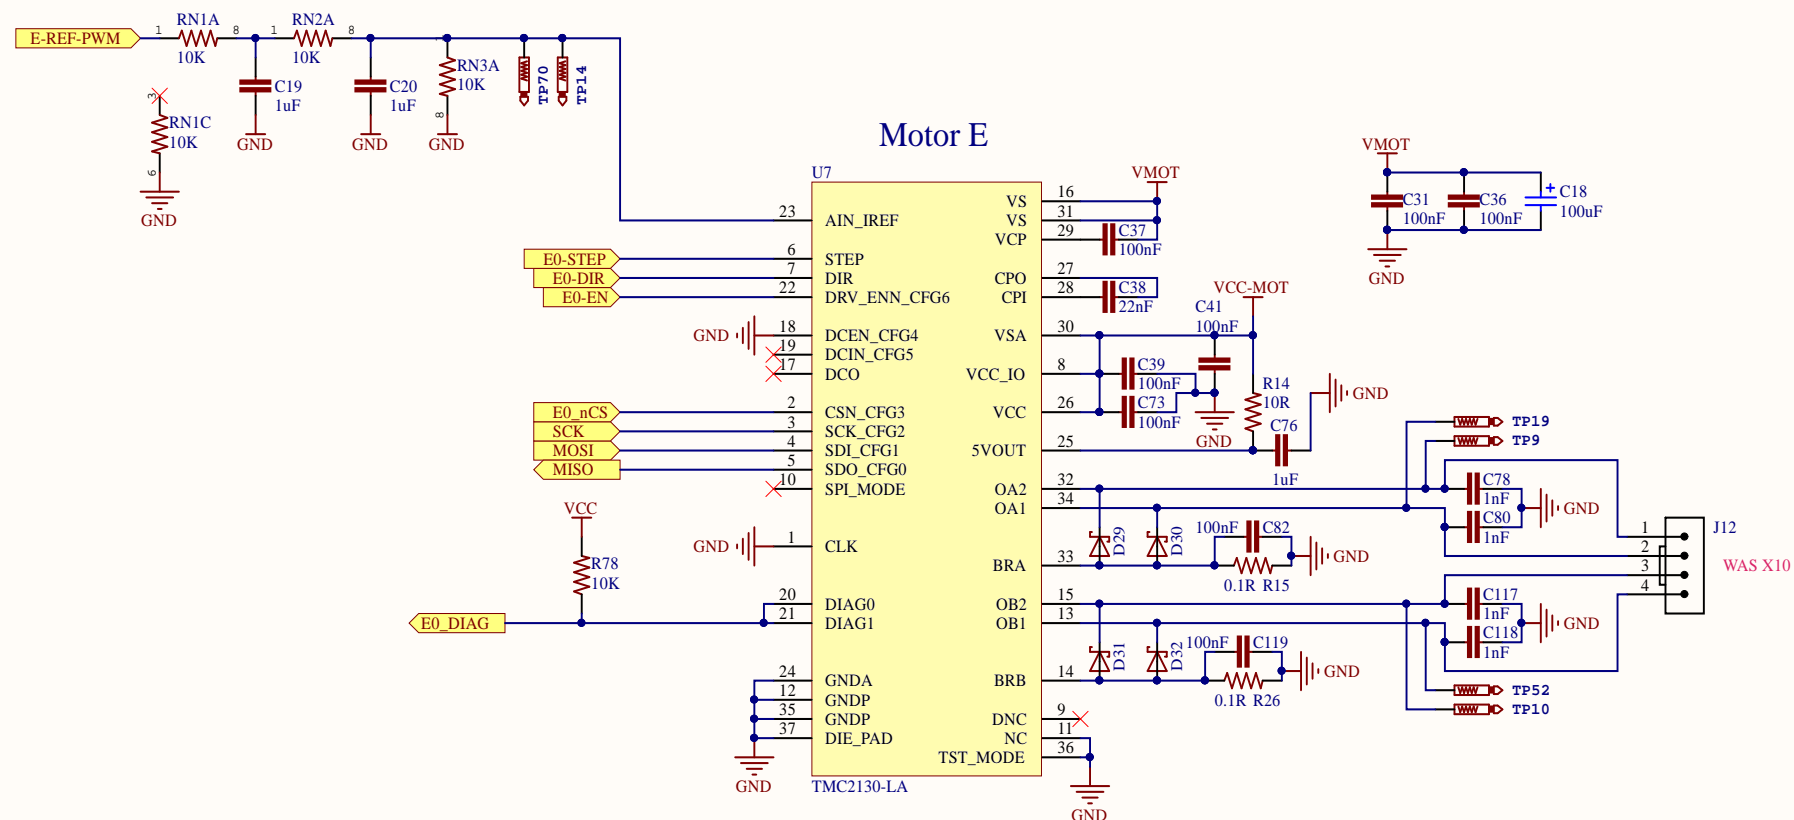 E-REF-PWM
1 RN1A 8
10K
1 RN2A 8
10K
C19
1uF
GND
C20
1uF
GND
RN3A
10K
8
GND
TP70
TP14
3
RN1C
10K
6
GND
Motor E
U7
23 AIN_IREF
E0-STEP 6 STEP
E0-DIR 7 DIR
E0-EN 22 DRV_ENN_CFG6
GND 18 DCEN_CFG4
19 DCIN_CFG5
17 DCO
E0_nCS 2 CSN_CFG3
SCK 3 SCK_CFG2
MOSI 4 SDI_CFG1
MISO 5 SDO_CFG0
10 SPI_MODE
VCC
R78
10K
GND 1 CLK
20 DIAG0
E0_DIAG 21 DIAG1
24 GNDA
12 GNDP
35 GNDP
37 DIE_PAD
GND
TMC2130-LA
VS 16
VS 31
VCP 29
CPO 27
CPI 28
VSA 30
VCC_IO 8
VCC 26
5VOUT 25
OA2 32
OA1 34
BRA 33
OB2 15
OB1 13
BRB 14
DNC 9
NC 11
TST_MODE 36
GND
VMOT
C37
100nF
C38
22nF
VCC-MOT
C41
100nF
C39
100nF
C73
100nF
GND
R14
10R
C76
1uF
GND
D29
D30
100nF C82
0.1R R15
GND
D31
D32
100nF C119
0.1R R26
GND
VMOT
C31
100nF
C36
100nF
+ C18
100uF
GND
TP19
TP9
C78
1nF
C80
1nF
GND
C117
1nF
C118
1nF
GND
TP52
TP10
1
2
3
4
J12
WAS X10